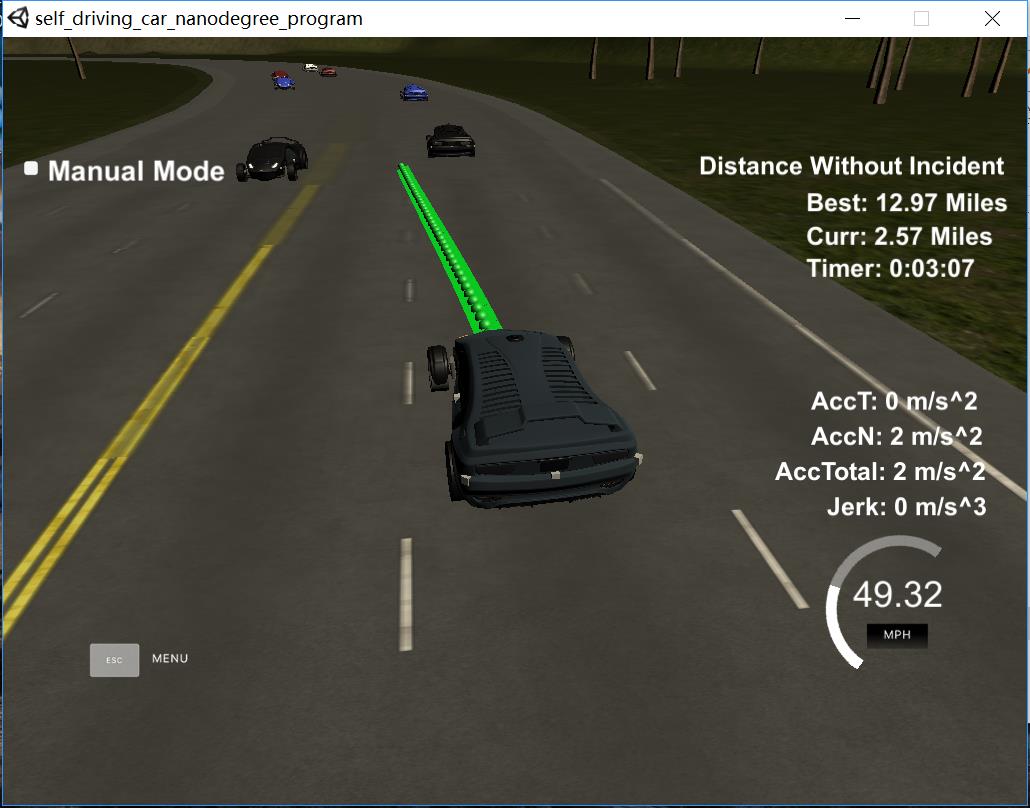 self_driving_car_nanodegree_program
Manual Mode
Distance Without Incident
Best: 12.97 Miles
Curr: 2.57 Miles
Timer: 0:03:07
AccT: 0 m/s^2
AccN: 2 m/s^2
AccTotal: 2 m/s^2
Jerk: 0 m/s^3
49.32
MPH
ESC MENU